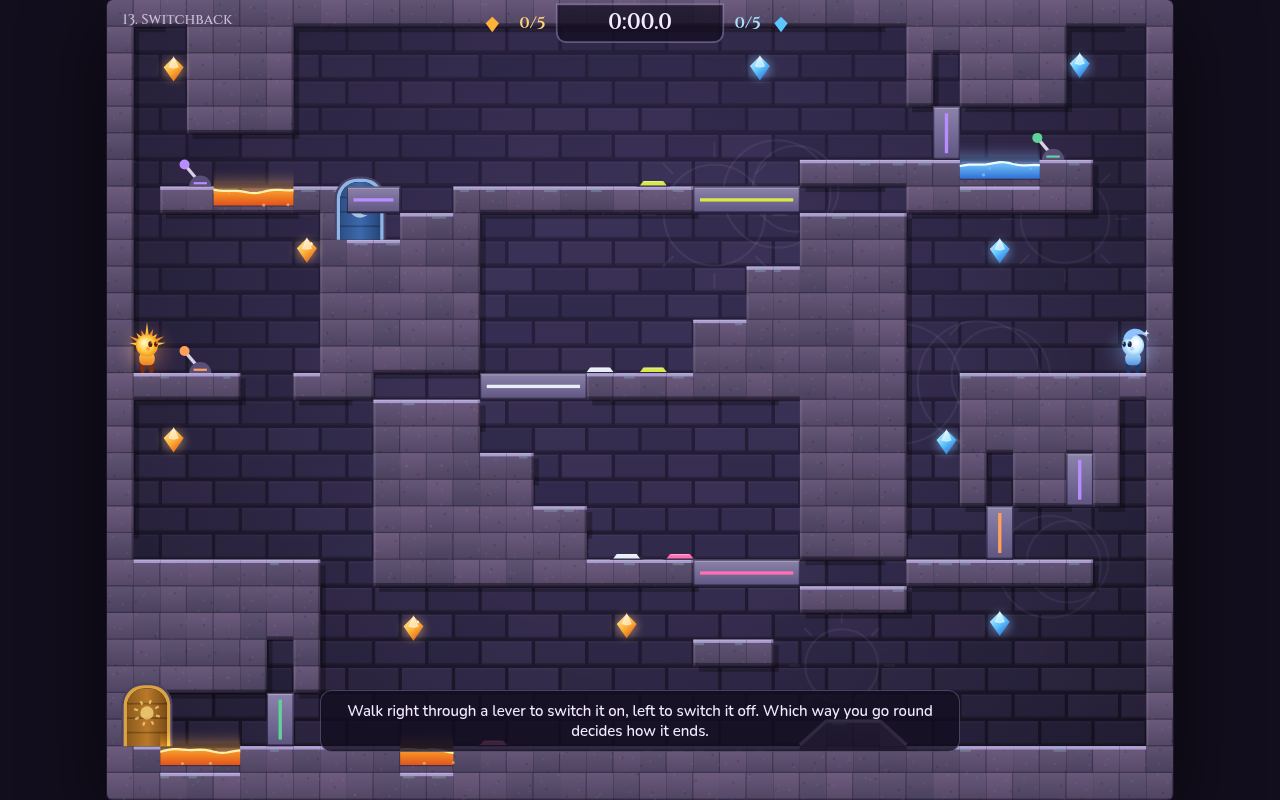 13. Switchback
0/5
0:00.0
0/5
Walk right through a lever to switch it on, left to switch it off. Which way you go round
decides how it ends.